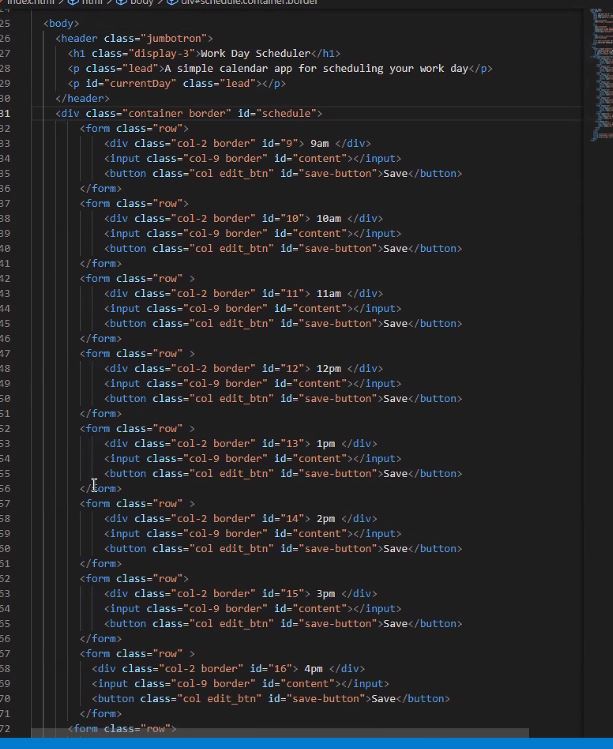 index.html > html > body > div#schedule.container.border
24
25 <body>
26 <header class="jumbotron">
27 <h1 class="display-3">Work Day Scheduler</h1>
28 <p class="lead">A simple calendar app for scheduling your work day</p>
29 <p id="currentDay" class="lead"></p>
30 </header>
31 <div class="container border" id="schedule">
32 <form class="row">
33 <div class="col-2 border" id="9"> 9am </div>
34 <input class="col-9 border" id="content"></input>
35 <button class="col edit_btn" id="save-button">Save</button>
36 </form>
37 <form class="row">
38 <div class="col-2 border" id="10"> 10am </div>
39 <input class="col-9 border" id="content"></input>
40 <button class="col edit_btn" id="save-button">Save</button>
41 </form>
42 <form class="row" >
43 <div class="col-2 border" id="11"> 11am </div>
44 <input class="col-9 border" id="content"></input>
45 <button class="col edit_btn" id="save-button">Save</button>
46 </form>
47 <form class="row" >
48 <div class="col-2 border" id="12"> 12pm </div>
49 <input class="col-9 border" id="content"></input>
50 <button class="col edit_btn" id="save-button">Save</button>
51 </form>
52 <form class="row" >
53 <div class="col-2 border" id="13"> 1pm </div>
54 <input class="col-9 border" id="content"></input>
55 <button class="col edit_btn" id="save-button">Save</button>
56 </form>
57 <form class="row" >
58 <div class="col-2 border" id="14"> 2pm </div>
59 <input class="col-9 border" id="content"></input>
60 <button class="col edit_btn" id="save-button">Save</button>
61 </form>
62 <form class="row">
63 <div class="col-2 border" id="15"> 3pm </div>
64 <input class="col-9 border" id="content"></input>
65 <button class="col edit_btn" id="save-button">Save</button>
66 </form>
67 <form class="row" >
68 <div class="col-2 border" id="16"> 4pm </div>
69 <input class="col-9 border" id="content"></input>
70 <button class="col edit_btn" id="save-button">Save</button>
71 </form>
72 <form class="row">